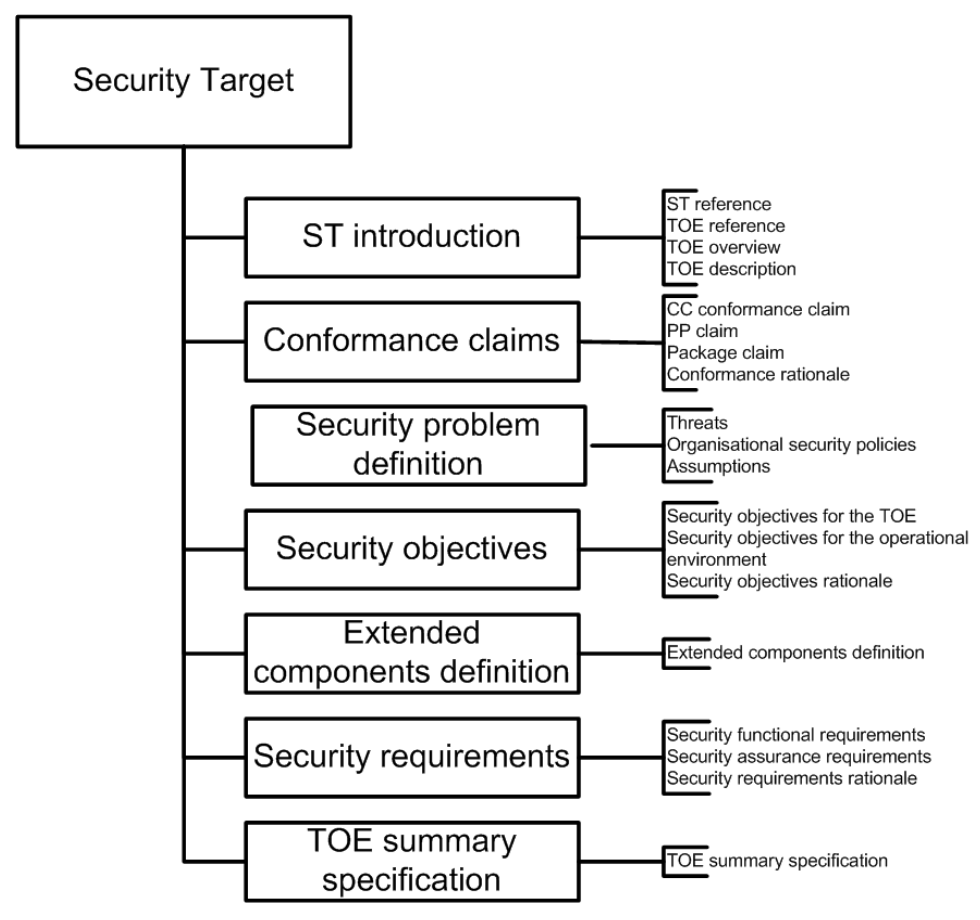 Security Target
ST introduction
ST reference
TOE reference
TOE overview
TOE description
Conformance claims
CC conformance claim
PP claim
Package claim
Conformance rationale
Security problem
definition
Threats
Organisational security policies
Assumptions
Security objectives
Security objectives for the TOE
Security objectives for the operational
environment
Security objectives rationale
Extended
components definition
Extended components definition
Security requirements
Security functional requirements
Security assurance requirements
Security requirements rationale
TOE summary
specification
TOE summary specification